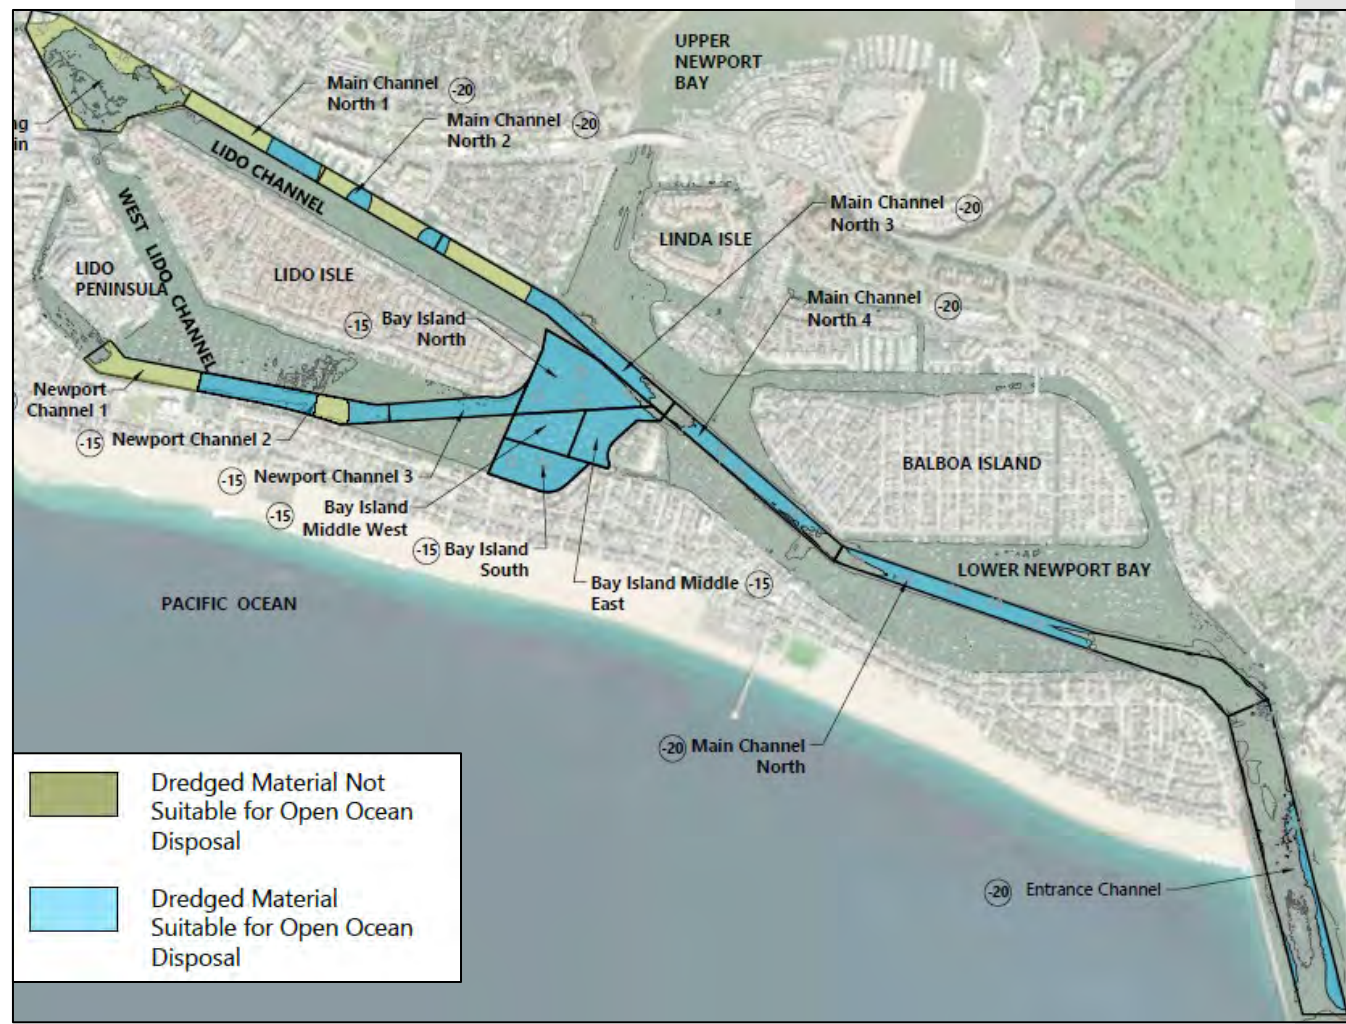 UPPER
NEWPORT
BAY
Main Channel
North 1
-20
Main Channel
North 2
-20
ng
in
LIDO CHANNEL
WEST LIDO CHANNEL
LINDA ISLE
Main Channel
North 3
-20
LIDO
PENINSULA
LIDO ISLE
-15 Bay Island
North
Main Channel
North 4
-20
Newport
Channel 1
-15 Newport Channel 2
-15 Newport Channel 3
BALBOA ISLAND
-15
Bay Island
Middle West
-15 Bay Island
South
Bay Island Middle
East
-15
LOWER NEWPORT BAY
PACIFIC OCEAN
-20 Main Channel
North
-20 Entrance Channel
Dredged Material Not
Suitable for Open Ocean
Disposal
Dredged Material
Suitable for Open Ocean
Disposal